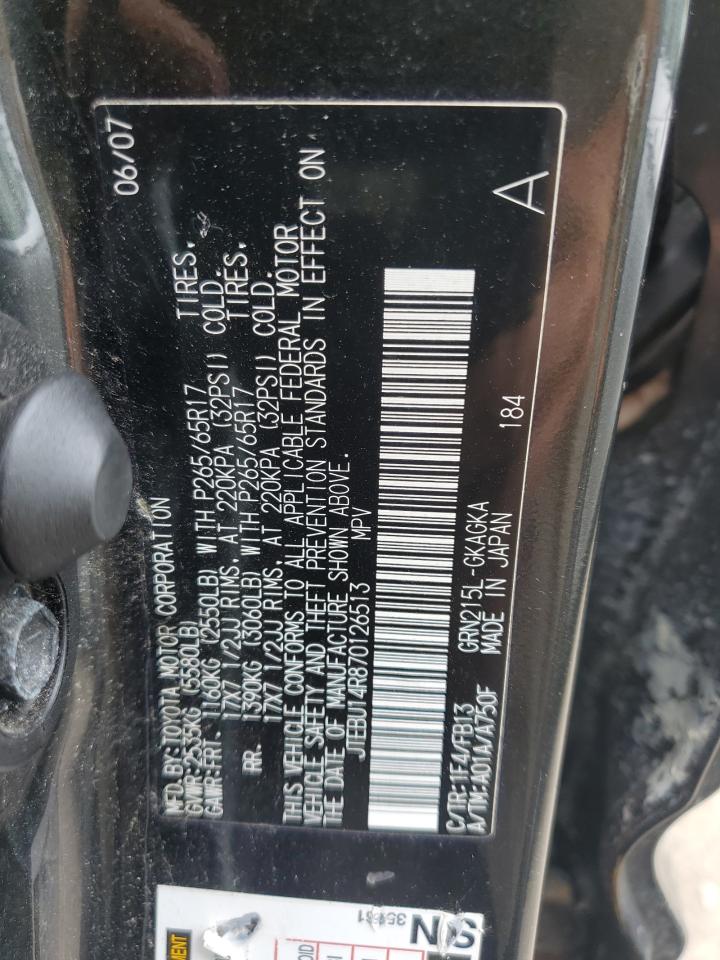 MFD.BY:TOYOTA MOTOR CORPORATION 06/07
GVWR:2535KG (5580LB)
GAWR:FRT. 1160KG (2550LB) WITH P265/65R17 TIRES.
17X7 1/2JJ RIMS, AT 220KPA (32PSI) COLD.
RR. 1390KG (3060LB) WITH P265/65R17 TIRES.
17X7 1/2JJ RIMS, AT 220KPA (32PSI) COLD.
THIS VEHICLE CONFORMS TO ALL APPLICABLE FEDERAL MOTOR
VEHICLE SAFETY AND THEFT PREVENTION STANDARDS IN EFFECT ON
THE DATE OF MANUFACTURE SHOWN ABOVE.
JTEBU14R870126513 MPV
C/TR:1E4/FB13 GRN215L-GKAGKA
A/TM:A01A/A750F MADE IN JAPAN 184
A